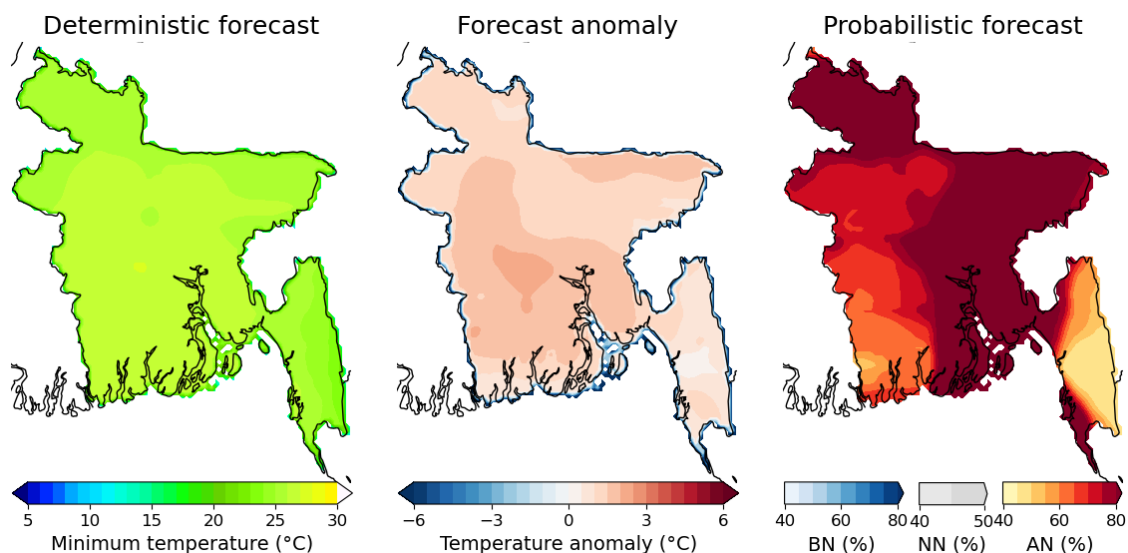 Deterministic forecast
Forecast anomaly
Probabilistic forecast
5 10 15 20 25 30
Minimum temperature (°C)
−6 −3 0 3 6
Temperature anomaly (°C)
40 60 80
BN (%)
40 50
NN (%)
40 60 80
AN (%)